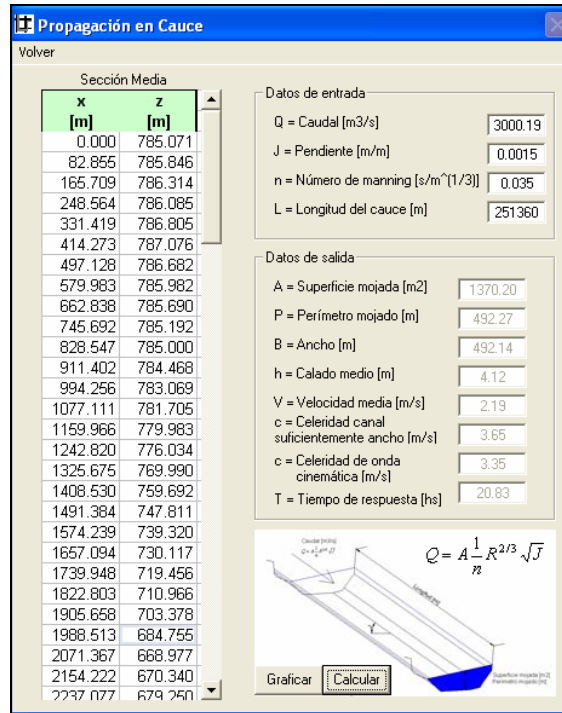 Propagación en Cauce
Volver
Sección Media
x z
[m] [m]
0.000 785.071
82.855 785.846
165.709 786.314
248.564 786.085
331.419 786.805
414.273 787.076
497.128 786.682
579.983 785.982
662.838 785.690
745.692 785.192
828.547 785.000
911.402 784.468
994.256 783.069
1077.111 781.705
1159.966 779.983
1242.820 776.034
1325.675 769.990
1408.530 759.692
1491.384 747.811
1574.239 739.320
1657.094 730.117
1739.948 719.456
1822.803 710.966
1905.658 703.378
1988.513 684.755
2071.367 668.977
2154.222 670.340
2237.077 679.250
Datos de entrada
Q = Caudal [m3/s] 3000.19
J = Pendiente [m/m] 0.0015
n = Número de manning [s/m^(1/3)] 0.035
L = Longitud del cauce [m] 251360
Datos de salida
A = Superficie mojada [m2] 1370.20
P = Perímetro mojado [m] 492.27
B = Ancho [m] 492.14
h = Calado medio [m] 4.12
V = Velocidad media [m/s] 2.19
c = Celeridad canal
suficientemente ancho [m/s] 3.65
c = Celeridad de onda
cinemática [m/s] 3.35
T = Tiempo de respuesta [hs] 20.83
Caudal [m3/s]
Q = A 1/n R^2/3 √J
Longitud [m]
Superficie mojada [m2]
Perímetro mojado [m]
Graficar Calcular